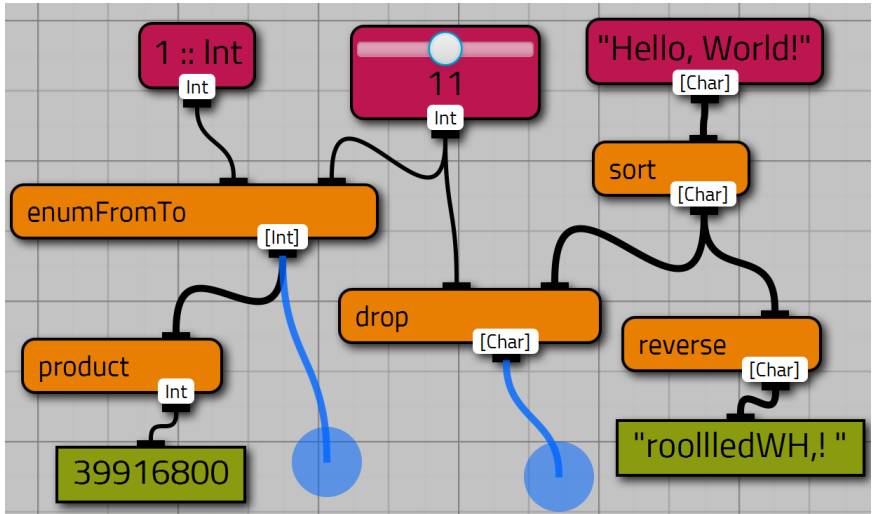 1 :: Int
Int
11
Int
"Hello, World!"
[Char]
sort
[Char]
enumFromTo
[Int]
drop
[Char]
reverse
[Char]
product
Int
39916800
"roollledWH,! "